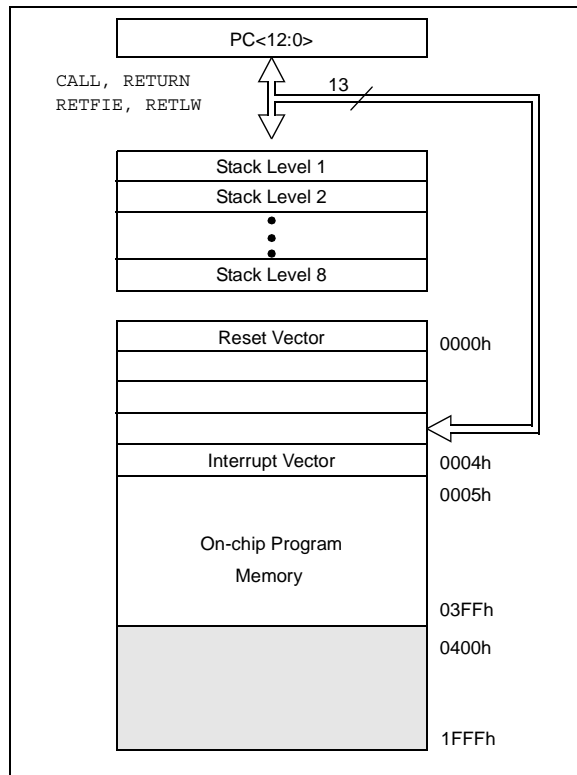 PC<12:0>
CALL, RETURN
RETFIE, RETLW
13
Stack Level 1
Stack Level 2
Stack Level 8
Reset Vector
0000h
Interrupt Vector
0004h
0005h
On-chip Program
Memory
03FFh
0400h
1FFFh